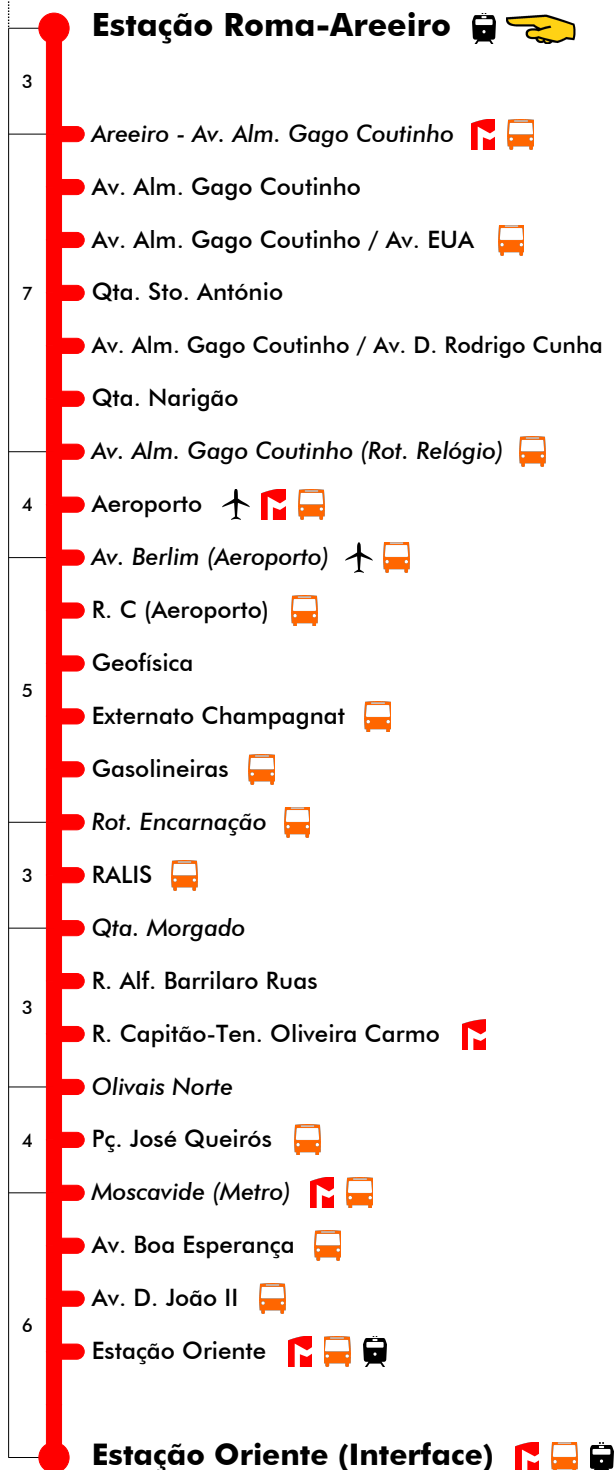 Estação Roma-Areeiro
3
Areeiro - Av. Alm. Gago Coutinho
Av. Alm. Gago Coutinho
Av. Alm. Gago Coutinho / Av. EUA
7
Qta. Sto. António
Av. Alm. Gago Coutinho / Av. D. Rodrigo Cunha
Qta. Narigão
Av. Alm. Gago Coutinho (Rot. Relógio)
4
Aeroporto
Av. Berlim (Aeroporto)
R. C (Aeroporto)
Geofísica
5
Externato Champagnat
Gasolineiras
Rot. Encarnação
3
RALIS
Qta. Morgado
R. Alf. Barrilaro Ruas
3
R. Capitão-Ten. Oliveira Carmo
Olivais Norte
4
Pç. José Queirós
Moscavide (Metro)
Av. Boa Esperança
Av. D. João II
6
Estação Oriente
Estação Oriente (Interface)